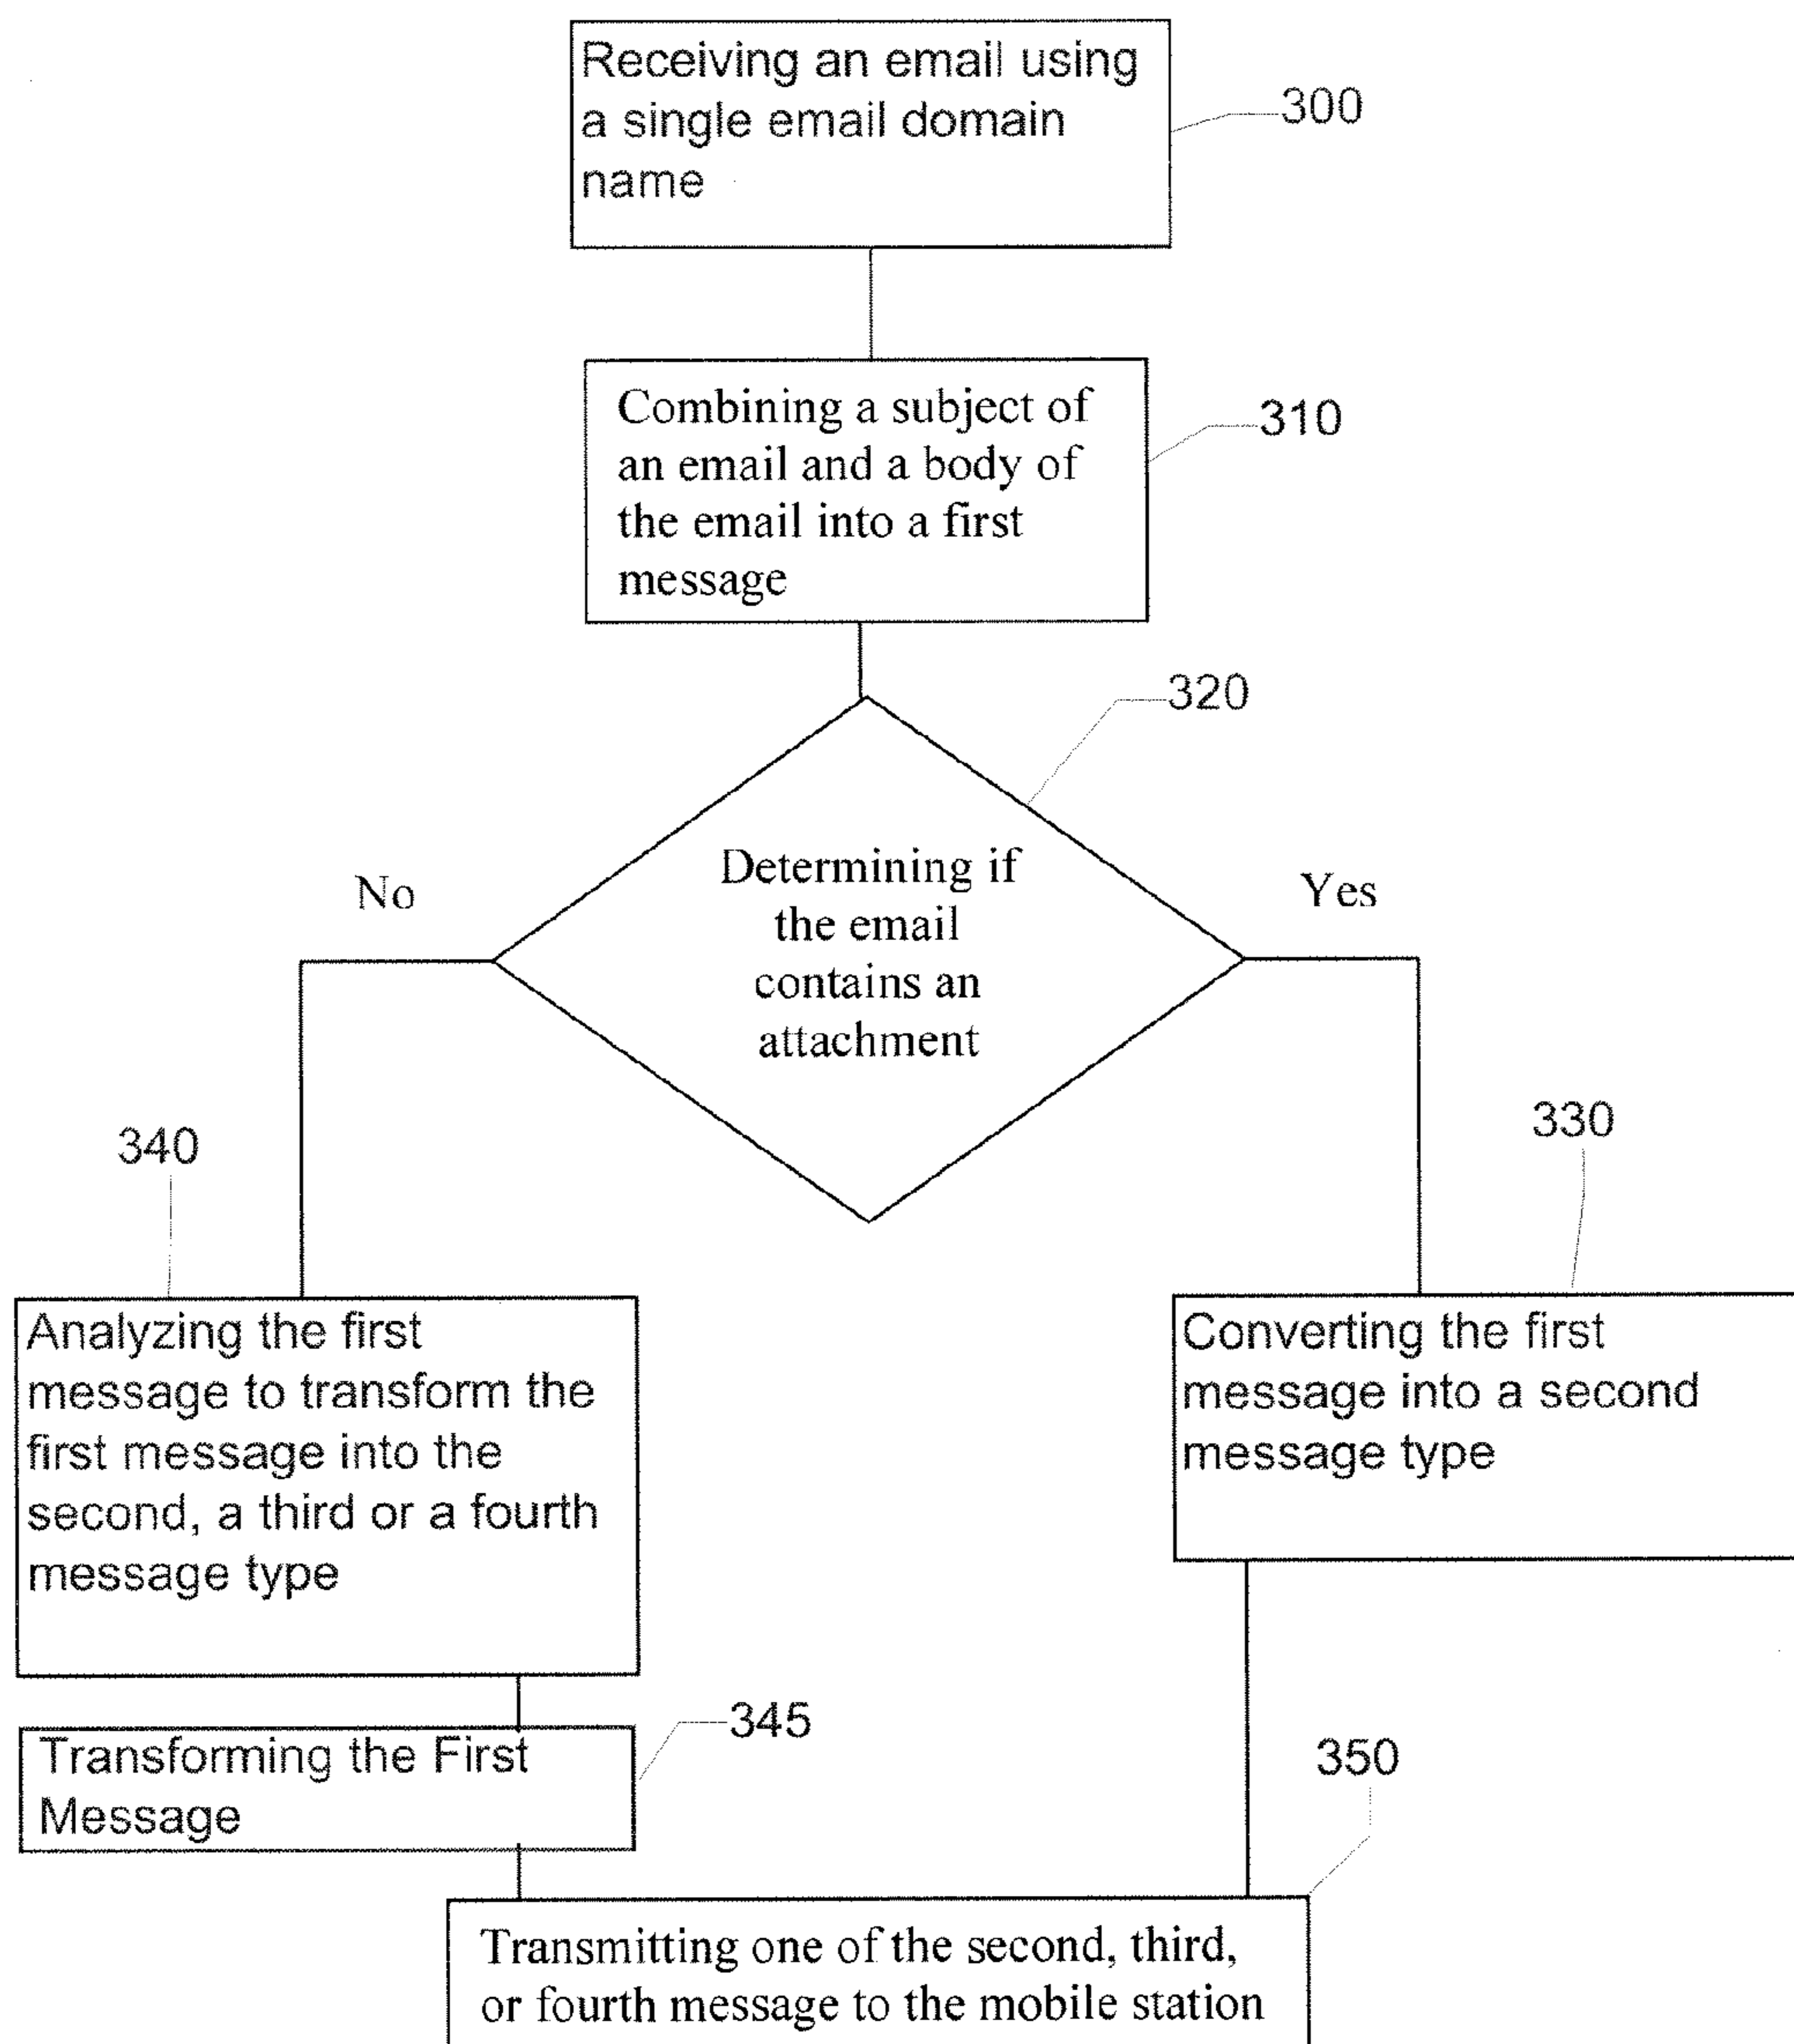 Receiving an email using
a single email domain
name
300
Combining a subject of
an email and a body of
the email into a first
message
310
320
Determining if
the email
contains an
attachment
No
Yes
340
330
Analyzing the first
message to transform the
first message into the
second, a third or a fourth
message type
Converting the first
message into a second
message type
Transforming the First
Message
345
350
Transmitting one of the second, third,
or fourth message to the mobile station